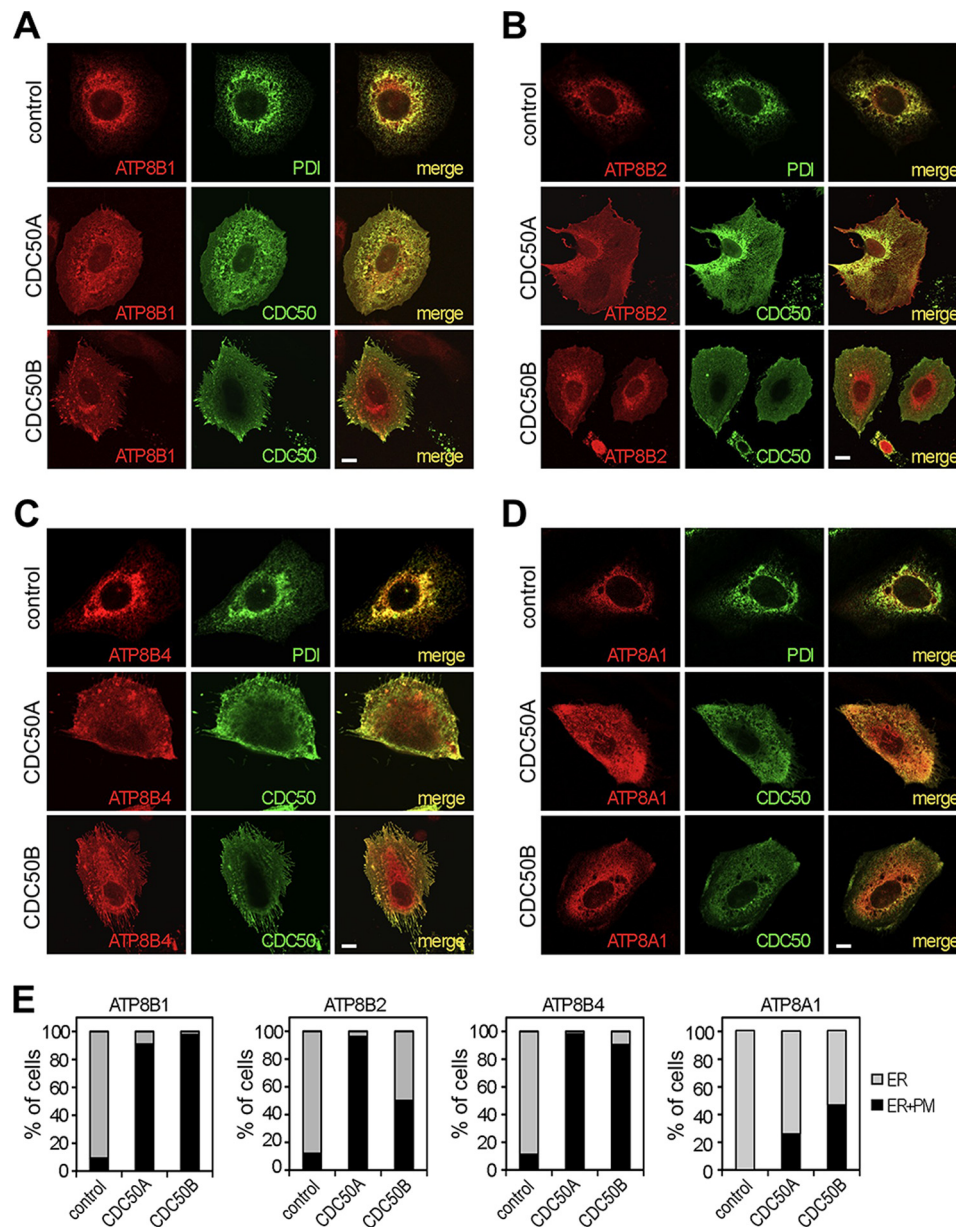 A
control
ATP8B1
PDI
merge
CDC50A
ATP8B1
CDC50
merge
CDC50B
ATP8B1
CDC50
merge
B
control
ATP8B2
PDI
merge
CDC50A
ATP8B2
CDC50
merge
CDC50B
ATP8B2
CDC50
merge
C
control
ATP8B4
PDI
merge
CDC50A
ATP8B4
CDC50
merge
CDC50B
ATP8B4
CDC50
merge
D
control
ATP8A1
PDI
merge
CDC50A
ATP8A1
CDC50
merge
CDC50B
ATP8A1
CDC50
merge
E
ATP8B1
% of cells
100
80
60
40
20
0
control
CDC50A
CDC50B
ATP8B2
% of cells
100
80
60
40
20
0
control
CDC50A
CDC50B
ATP8B4
% of cells
100
80
60
40
20
0
control
CDC50A
CDC50B
ATP8A1
% of cells
100
80
60
40
20
0
control
CDC50A
CDC50B
ER
ER+PM